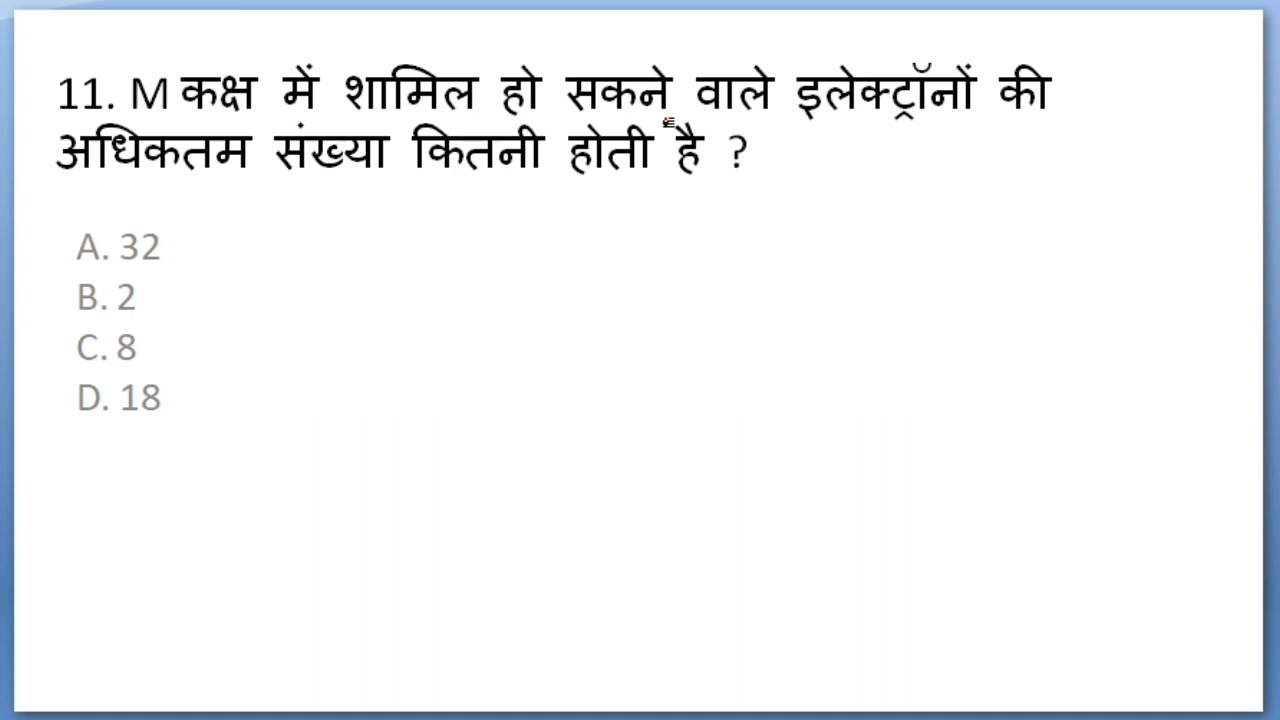 11. M कक्ष में शामिल हो सकने वाले इलेक्ट्रॉनों की
अधिकतम संख्या कितनी होती है ?
A. 32
B. 2
C. 8
D. 18